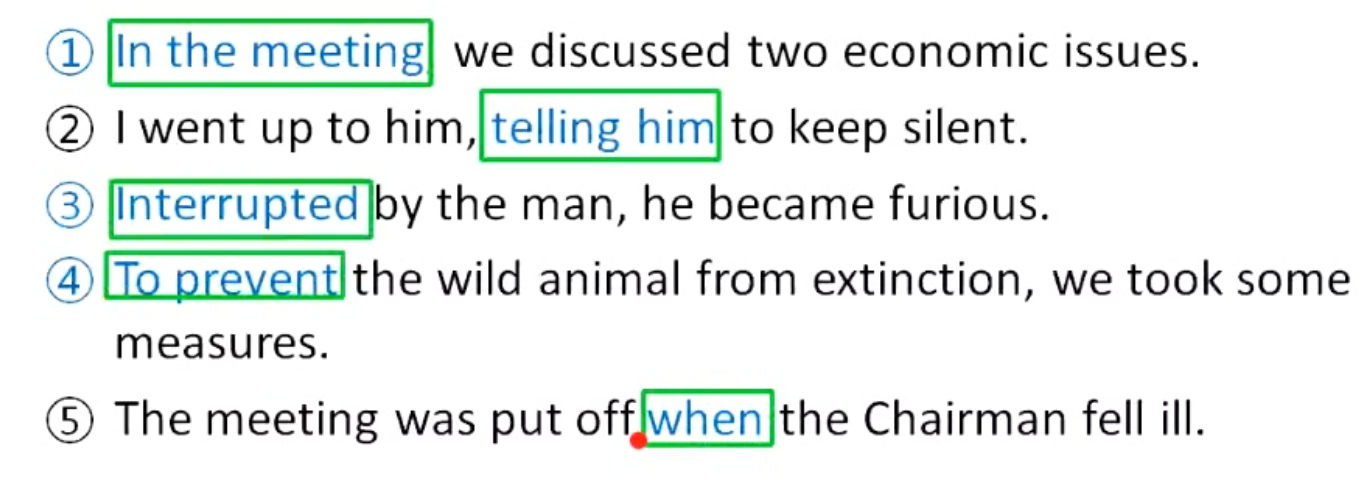 ① In the meeting we discussed two economic issues.
② I went up to him, telling him to keep silent.
③ Interrupted by the man, he became furious.
④ To prevent the wild animal from extinction, we took some
measures.
⑤ The meeting was put off when the Chairman fell ill.